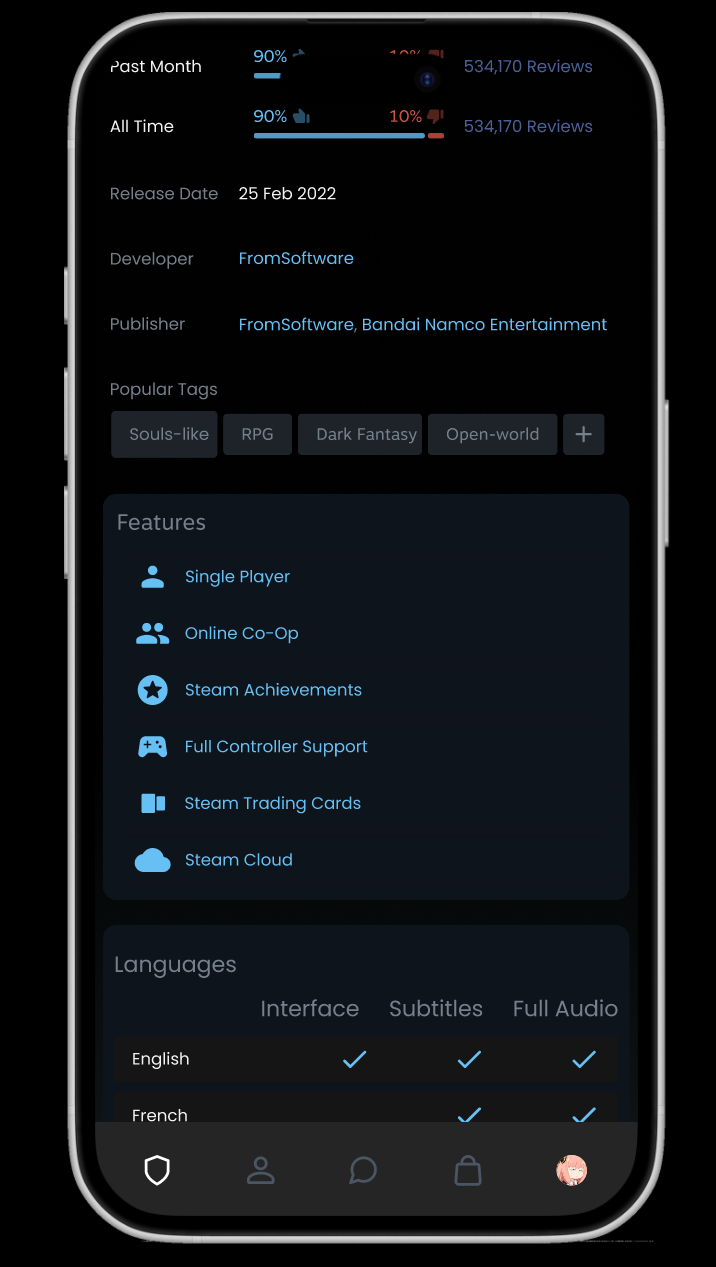 Past Month 90% 10% 534,170 Reviews
All Time 90% 10% 534,170 Reviews
Release Date 25 Feb 2022
Developer FromSoftware
Publisher FromSoftware, Bandai Namco Entertainment
Popular Tags
Souls-like RPG Dark Fantasy Open-world +
Features
Single Player
Online Co-Op
Steam Achievements
Full Controller Support
Steam Trading Cards
Steam Cloud
Languages
Interface Subtitles Full Audio
English
French